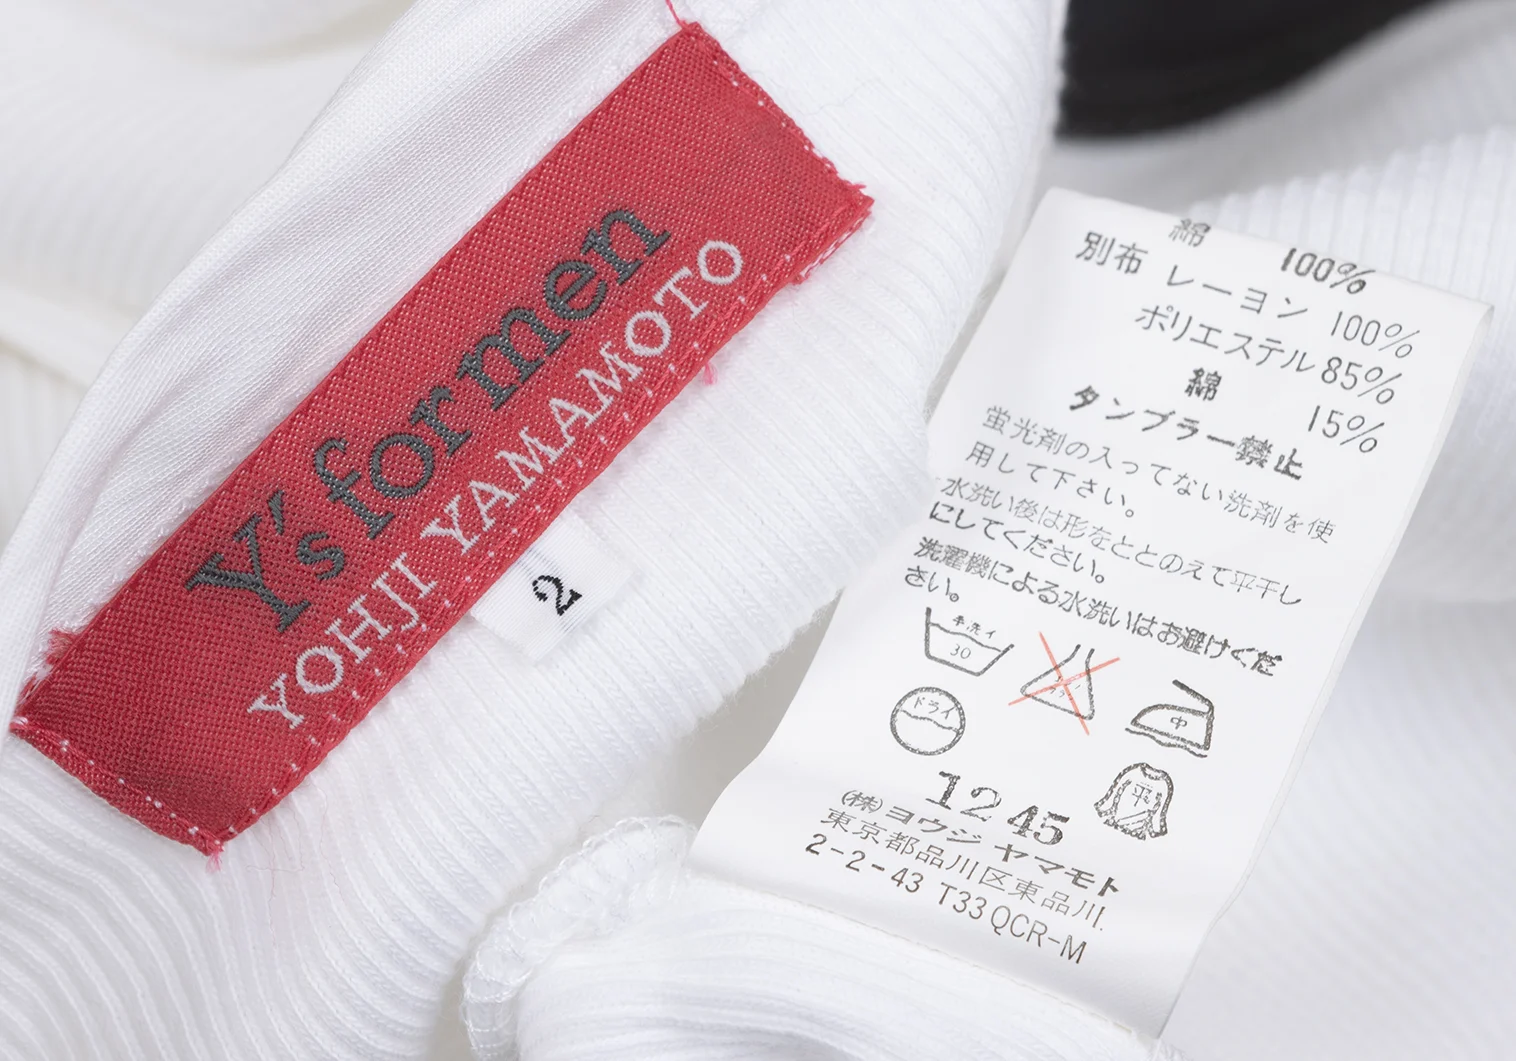 Y's for men
YOHJI YAMAMOTO
2
綿 100%
別布 レーヨン 100%
ポリエステル 85%
綿 15%
タンブラー禁止
蛍光剤の入ってない洗剤を使
用して下さい。
水洗い後は形をととのえて平干し
にしてください。
洗濯機による水洗いはお避けくだ
さい。
手洗イ
30
中
ドライ
平
1245
(株)ヨウジヤマモト
東京都品川区東品川
2-2-43 T33QCR-M